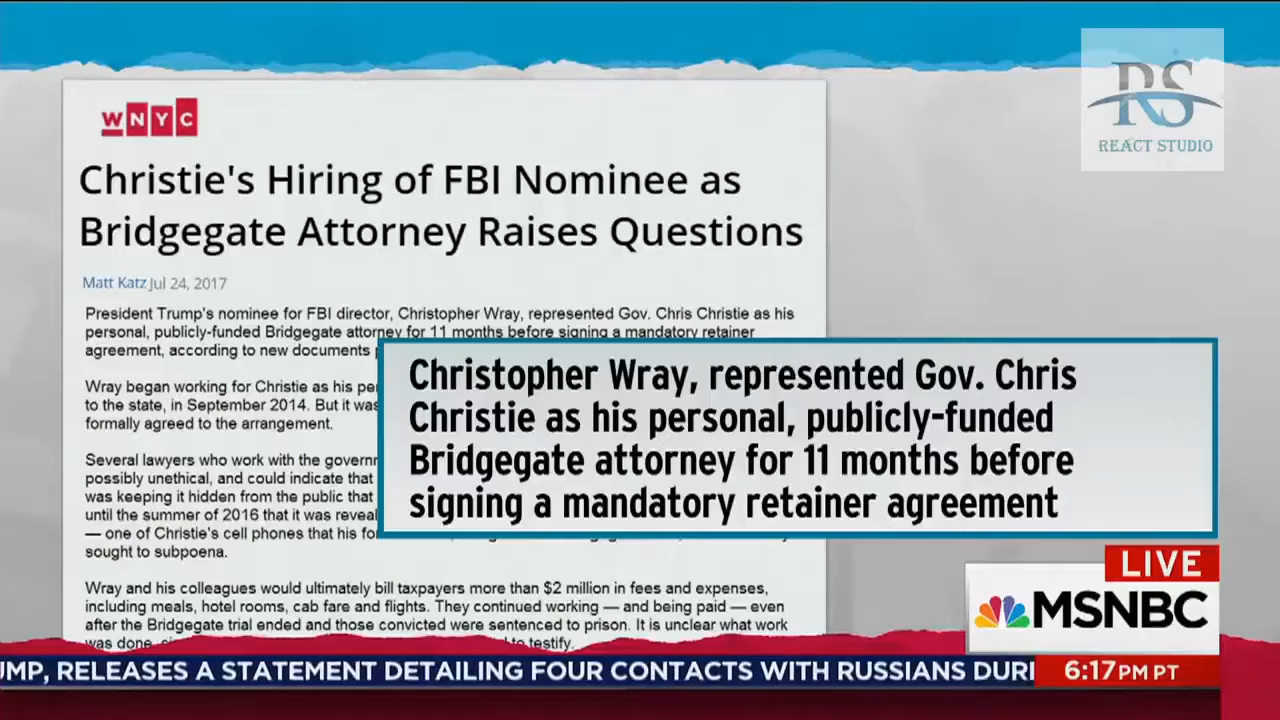 RS
REACT STUDIO
WNYC
Christie's Hiring of FBI Nominee as
Bridgegate Attorney Raises Questions
Matt Katz Jul 24, 2017
President Trump's nominee for FBI director, Christopher Wray, represented Gov. Chris Christie as his
personal, publicly-funded Bridgegate attorney for 11 months before signing a mandatory retainer
agreement, according to new documents
Wray began working for Christie as his
to the state, in September 2014. But it was
formally agreed to the arrangement.
Several lawyers who work with the
possibly unethical, and could indicate that
was keeping it hidden from the public that
until the summer of 2016 that it was
— one of Christie's cell phones that his
sought to subpoena.
Wray and his colleagues would ultimately bill taxpayers more than $2 million in fees and expenses,
including meals, hotel rooms, cab fare and flights. They continued working — and being paid — even
after the Bridgegate trial ended and those convicted were sentenced to prison. It is unclear what work
was done, to testify.
Christopher Wray, represented Gov. Chris
Christie as his personal, publicly-funded
Bridgegate attorney for 11 months before
signing a mandatory retainer agreement
LIVE
MSNBC
UMP, RELEASES A STATEMENT DETAILING FOUR CONTACTS WITH RUSSIANS DURI
6:17 PM PT